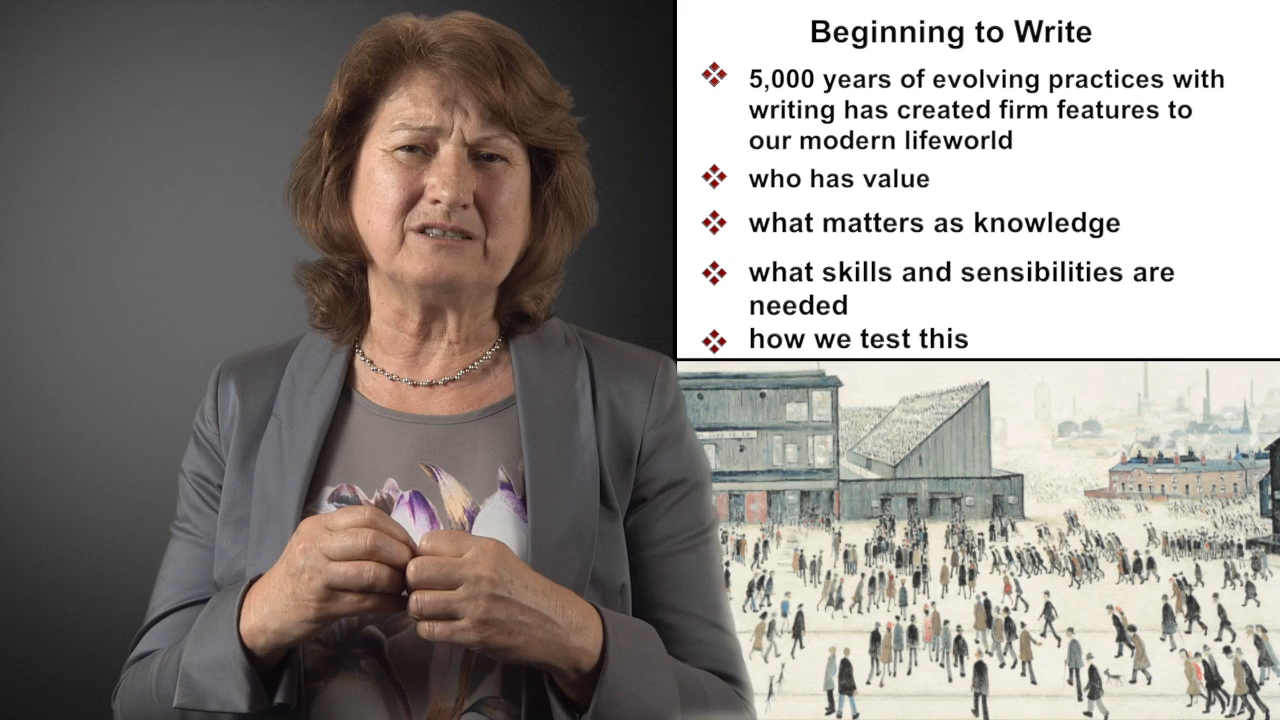 Beginning to Write
5,000 years of evolving practices with
writing has created firm features to
our modern lifeworld
who has value
what matters as knowledge
what skills and sensibilities are
needed
how we test this